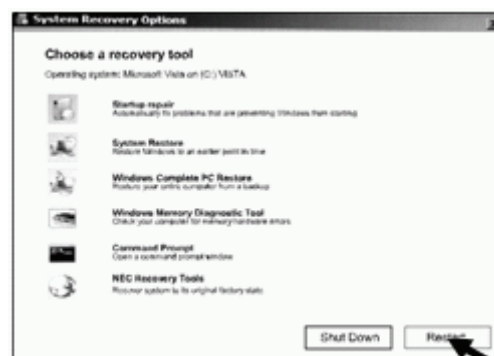 System Recovery Options
Choose a recovery tool
Operating system: Microsoft Vista on (C:) VISTA
Startup repair
Automatically fix problems that are preventing Windows from starting
System Restore
Restore Windows to an earlier point in time
Windows Complete PC Restore
Restore your entire computer from a backup
Windows Memory Diagnostic Tool
Check your computer for memory hardware errors
Command Prompt
Open a command prompt window
NEC Recovery Tools
Recover system to its original factory state
Shut Down
Restart